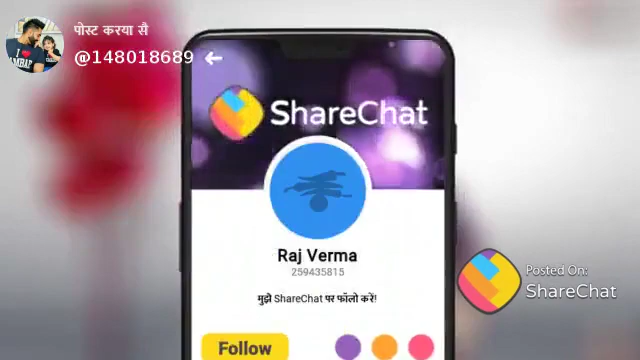 पोस्ट करया सै
@148018689
ShareChat
Raj Verma
259435815
मुझे ShareChat पर फॉलो करें!
Follow
Posted On:
ShareChat